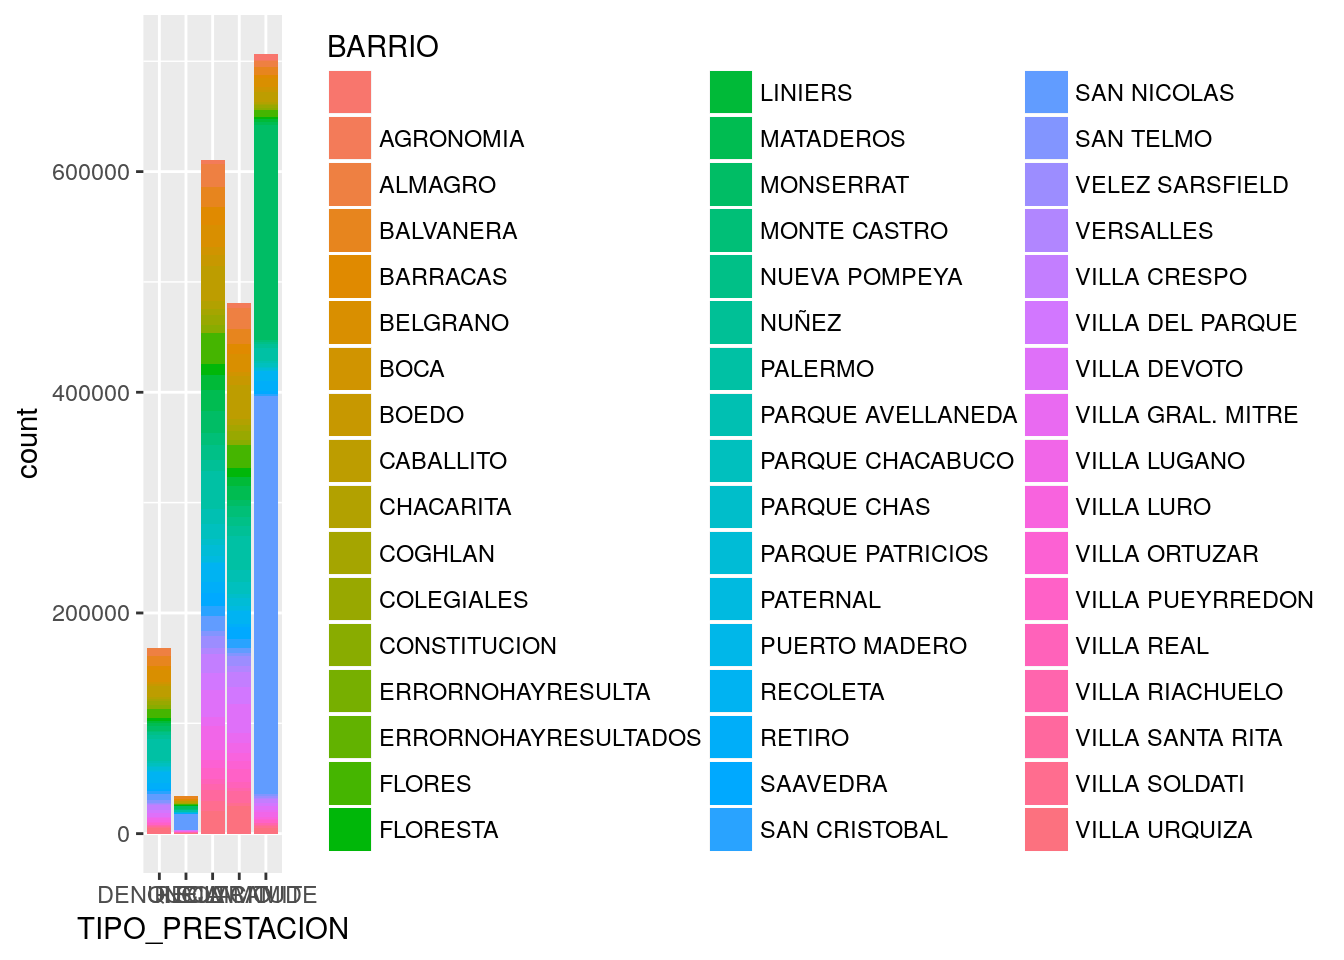 BARRIO
AGRONOMIA
ALMAGRO
BALVANERA
BARRACAS
BELGRANO
BOCA
BOEDO
CABALLITO
CHACARITA
COGHLAN
COLEGIALES
CONSTITUCION
ERRORNOHAYRESULTA
ERRORNOHAYRESULTADOS
FLORES
FLORESTA
LINIERS
MATADEROS
MONSERRAT
MONTE CASTRO
NUEVA POMPEYA
NUÑEZ
PALERMO
PARQUE AVELLANEDA
PARQUE CHACABUCO
PARQUE CHAS
PARQUE PATRICIOS
PATERNAL
PUERTO MADERO
RECOLETA
RETIRO
SAAVEDRA
SAN CRISTOBAL
SAN NICOLAS
SAN TELMO
VELEZ SARSFIELD
VERSALLES
VILLA CRESPO
VILLA DEL PARQUE
VILLA DEVOTO
VILLA GRAL. MITRE
VILLA LUGANO
VILLA LURO
VILLA ORTUZAR
VILLA PUEYRREDON
VILLA REAL
VILLA RIACHUELO
VILLA SANTA RITA
VILLA SOLDATI
VILLA URQUIZA
600000
400000
200000
0
count
TIPO_PRESTACION